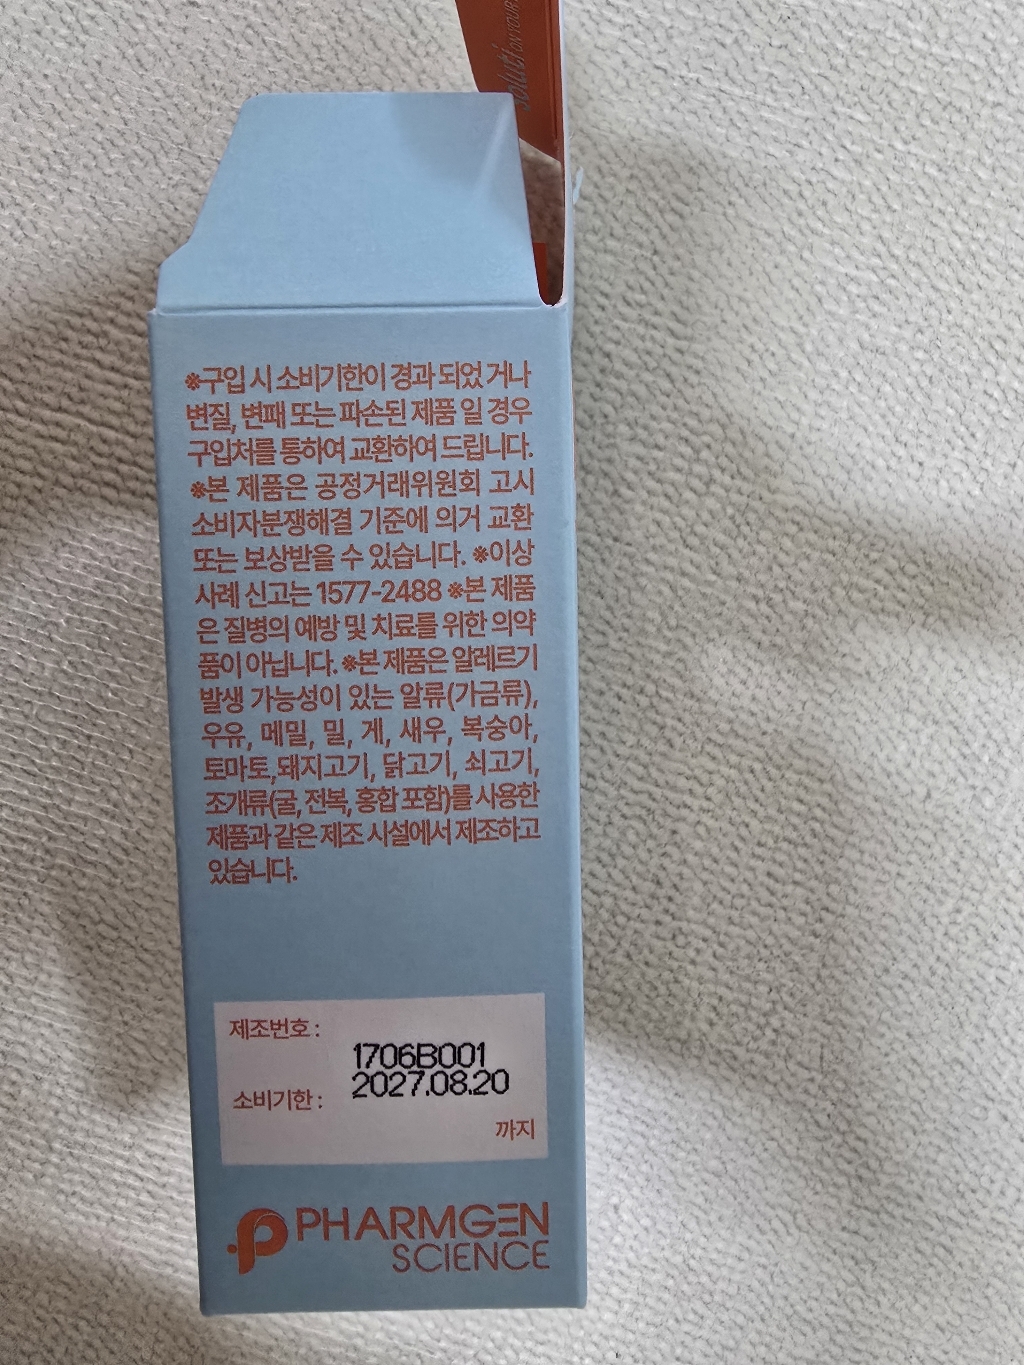 solution YOUR
※구입 시 소비기한이 경과 되었 거나
변질, 변패 또는 파손된 제품 일 경우
구입처를 통하여 교환하여 드립니다.
※본 제품은 공정거래위원회 고시
소비자분쟁해결 기준에 의거 교환
또는 보상받을 수 있습니다. ※이상
사례 신고는 1577-2488 ※본 제품
은 질병의 예방 및 치료를 위한 의약
품이 아닙니다. ※본 제품은 알레르기
발생 가능성이 있는 알류(가금류),
우유, 메밀, 밀, 게, 새우, 복숭아,
토마토,돼지고기, 닭고기, 쇠고기,
조개류(굴, 전복, 홍합 포함)를 사용한
제품과 같은 제조 시설에서 제조하고
있습니다.
제조번호 :
1706B001
2027.08.20
소비기한 :
까지
PHARMGEN
SCIENCE